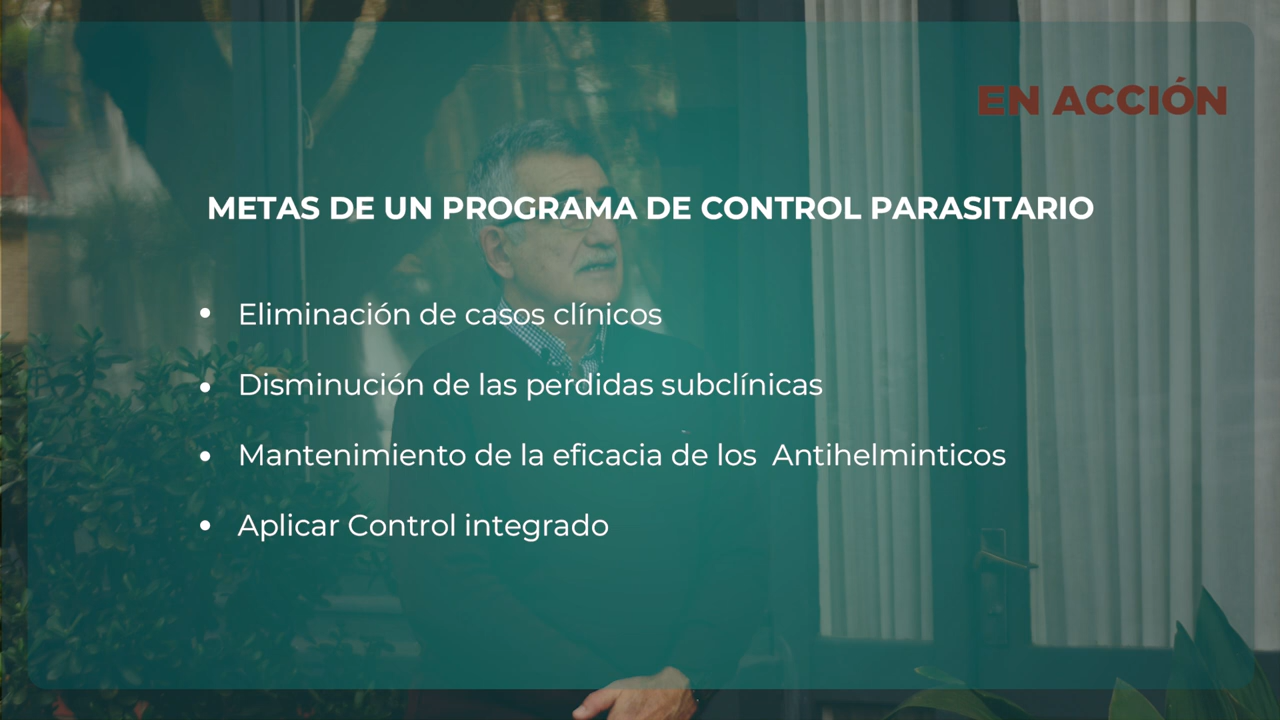 EN ACCIÓN
METAS DE UN PROGRAMA DE CONTROL PARASITARIO
• Eliminación de casos clínicos
• Disminución de las perdidas subclínicas
• Mantenimiento de la eficacia de los  Antihelminticos
• Aplicar Control integrado